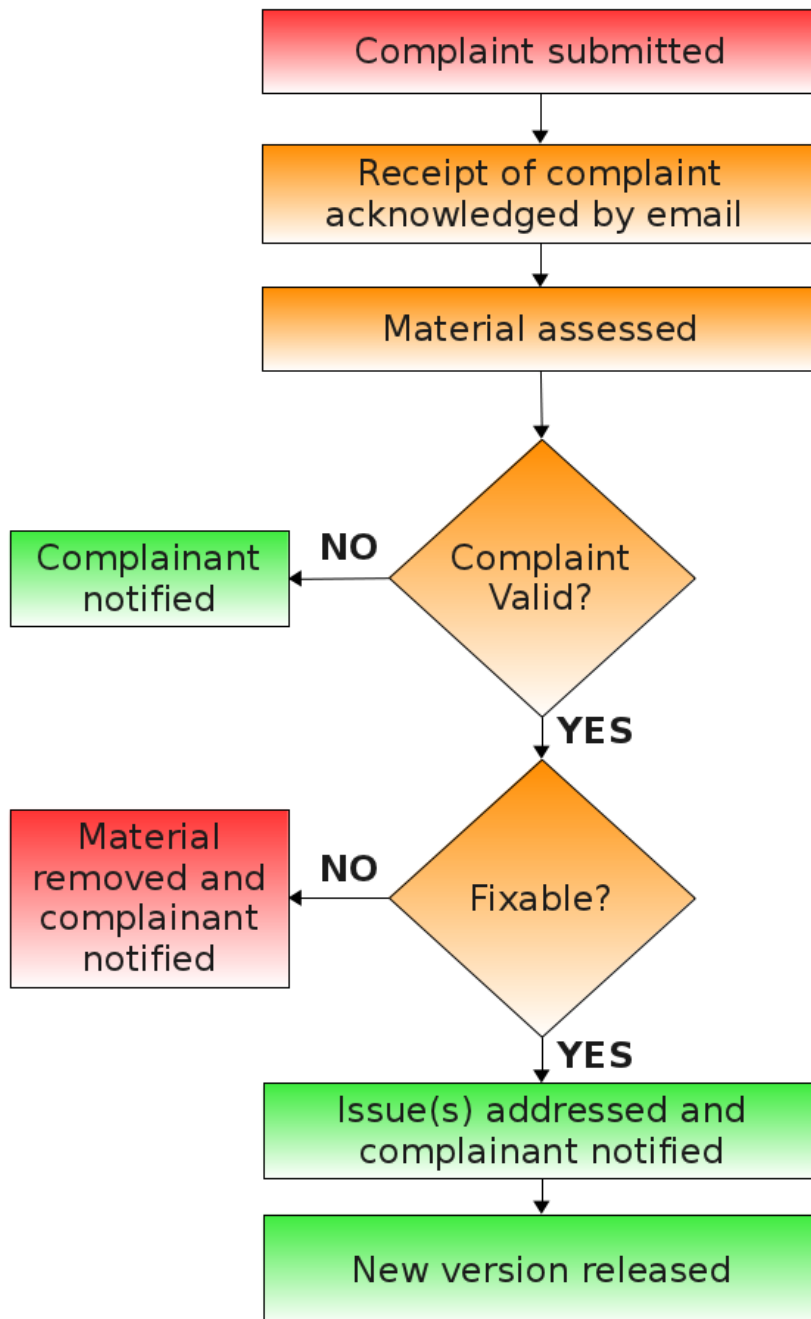 Complaint submitted
Receipt of complaint
acknowledged by email
Material assessed
Complaint
Valid?
NO
Complainant
notified
YES
Fixable?
NO
Material
removed and
complainant
notified
YES
Issue(s) addressed and
complainant notified
New version released